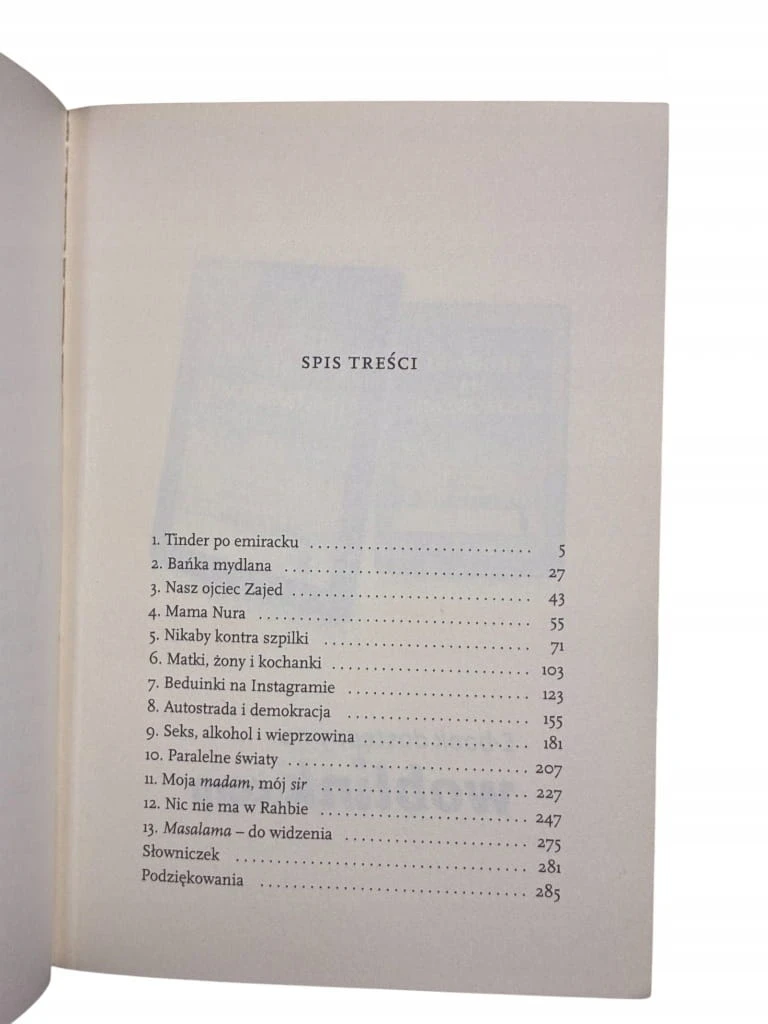 SPIS TREŚCI
1. Tinder po emiracku ............................ 5
2. Bańka mydlana ............................ 27
3. Nasz ojciec Zajed ............................ 43
4. Mama Nura ............................ 55
5. Nikaby kontra szpilki ............................ 71
6. Matki, żony i kochanki ............................ 103
7. Beduinki na Instagramie ............................ 123
8. Autostrada i demokracja ............................ 155
9. Seks, alkohol i wieprzowina ............................ 181
10. Paralelne światy ............................ 207
11. Moja madam, mój sir ............................ 227
12. Nic nie ma w Rahbie ............................ 247
13. Masalama – do widzenia ............................ 275
Słowniczek ............................ 281
Podziękowania ............................ 285